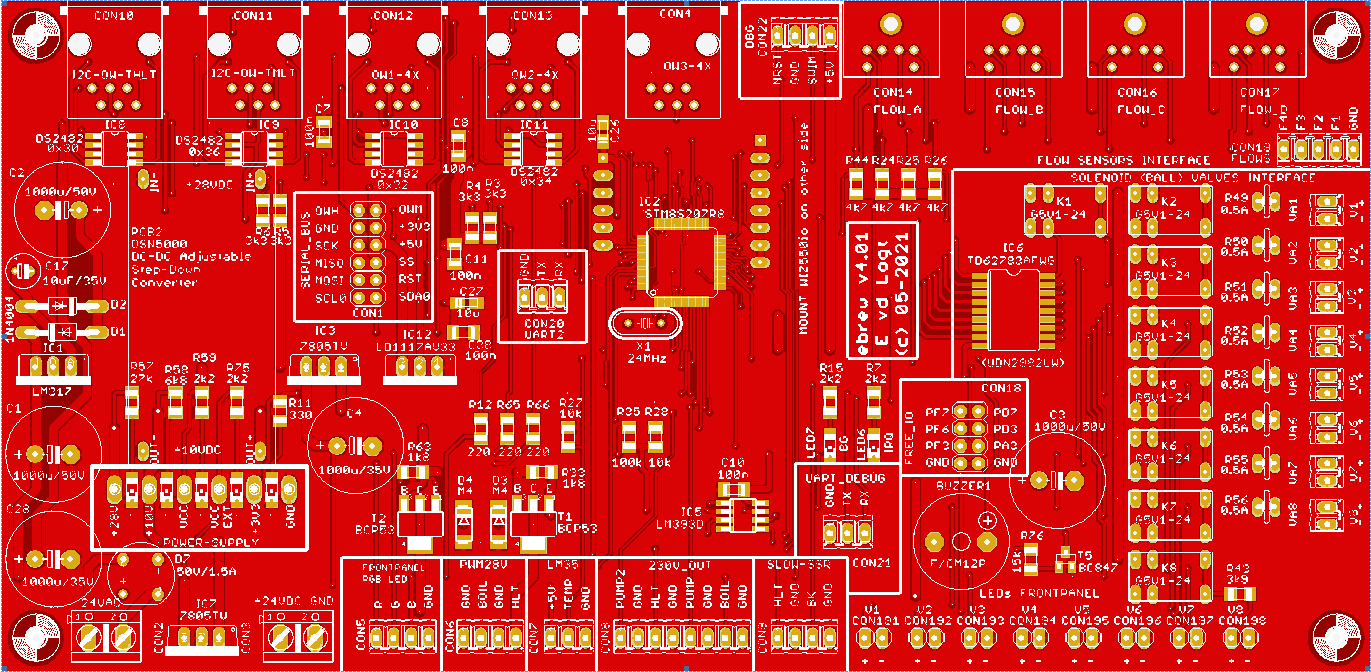 CON10
CON11
CON12
CON13
CON4
DBG
CON22
NRST
GND
SWIM
+5V
I2C-OW-THLT
I2C-OW-TMLT
OW1-4X
OW2-4X
OW3-4X
CON14
FLOW_A
CON15
FLOW_B
CON16
FLOW_C
CON17
FLOW_D
CON19
FLOWS
F4
F3
F2
F1
GND
IC8
DS2482
0x30
IC9
DS2482
0x36
C7
100n
IC10
DS2482
0x32
C8
100n
IC11
DS2482
0x34
10u
C26
MOUNT WIZ550io on other side
FLOW SENSORS INTERFACE
SOLENOID (BALL) VALVES INTERFACE
C2
1000u/50V
+28VDC
IN-
IN+
R4
3k3
R3
3k3
3k3
3k3
PCB2
DSN5000
DC-DC Adjustable
Step-Down
Converter
SERIAL_BUS
OWH
GND
SCK
MISO
MOSI
SCL0
OWM
+3V3
+5V
SS
RST
SDA0
CON1
C11
100n
C27
10u
C38
100n
GND
TX
RX
CON20
UART2
IC2
STM8S207R8
X1
24MHz
R44
R24
R25
R26
4k7
4k7
4k7
4k7
ebrew v4.01
E vd Logt
(c) 05-2021
IC6
TD62783AFWG
(UDN2982LW)
K1
G5V1-24
K2
G5V1-24
K3
G5V1-24
K4
G5V1-24
K5
G5V1-24
K6
G5V1-24
K7
G5V1-24
K8
G5V1-24
R49
0.5A
VA1
V1+
R50
0.5A
VA2
V2+
R51
0.5A
VA3
V3+
R52
0.5A
VA4
V4+
R53
0.5A
VA5
V5+
R54
0.5A
VA6
V6+
R55
0.5A
VA7
V7+
R56
0.5A
VA8
V8+
C17
10uF/35V
1N4004
D2
D1
IC1
LM317
IC3
7805TV
IC12
LD1117AV33
R57
27k
R58
6k8
R59
2k2
R75
2k2
R11
330
C1
1000u/50V
OUT-
+10VDC
OUT+
C4
1000u/35V
R12
R65
R66
220
220
220
R27
10k
R35
R28
100k
10k
R15
2k2
R7
2k2
LED7
BG
LED6
IPG
CON18
FREE_IO
PF7
PF6
PF3
GND
PD7
PD3
PA3
GND
C3
1000u/50V
R63
1k8
B
C
E
T2
BCP53
D4
M4
D3
M4
B
C
E
T1
BCP53
1k8
C10
100n
IC5
LM393D
UART_DEBUG
GND
TX
RX
CON21
BUZZER1
F/CM12P
R76
15k
T5
BC847
R43
3k9
LEDs FRONTPANEL
+28V
+10V
VCC
VCC
EXT
+3V3
GND
POWER-SUPPLY
C28
1000u/35V
D7
50V/1.5A
24VAC
CON2
IC7
7805TV
+24VDC GND
CON3
FRONTPANEL
RGB LED
R
G
B
GND
CON5
PWM28V
GND
BOIL
GND
HLT
CON6
LM35
+5V
TEMP
GND
CON7
230V_OUT
PUMP2
GND
HLT
GND
PUMP
GND
BOIL
GND
CON8
SLOW-SSR
HLT
GND
BK
GND
CON9
V1
V2
V3
V4
V5
V6
V7
V8
CON191
CON192
CON193
CON194
CON195
CON196
CON197
CON198
+ -
+ -
+ -
+ -
+ -
+ -
+ -
+ -